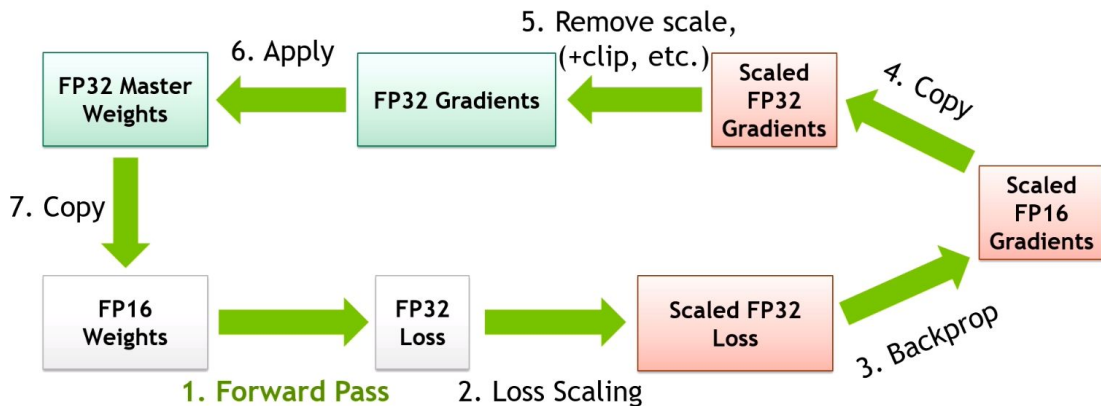 5. Remove scale,
(+clip, etc.)
6. Apply
FP32 Master
Weights
FP32 Gradients
Scaled
FP32
Gradients
4. Copy
Scaled
FP16
Gradients
7. Copy
FP16
Weights
FP32
Loss
Scaled FP32
Loss
3. Backprop
1. Forward Pass
2. Loss Scaling